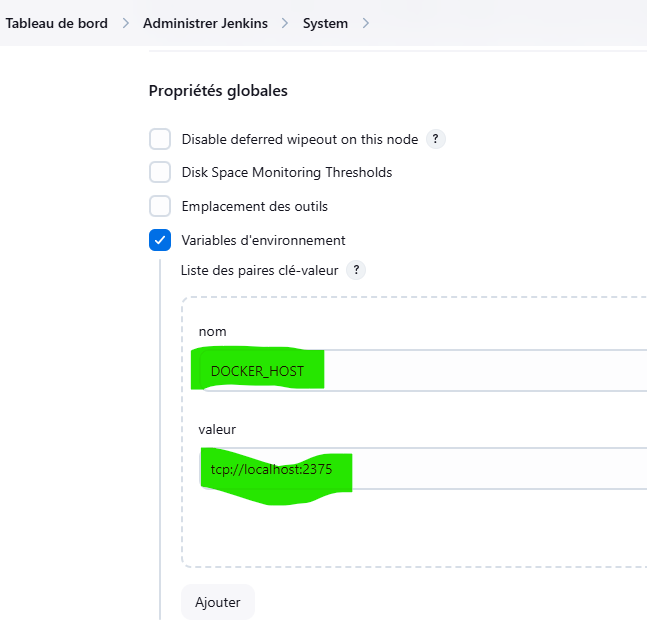 Tableau de bord > Administrer Jenkins > System >
Propriétés globales
Disable deferred wipeout on this node ?
Disk Space Monitoring Thresholds
Emplacement des outils
Variables d'environnement
Liste des paires clé-valeur ?
nom
DOCKER_HOST
valeur
tcp://localhost:2375
Ajouter